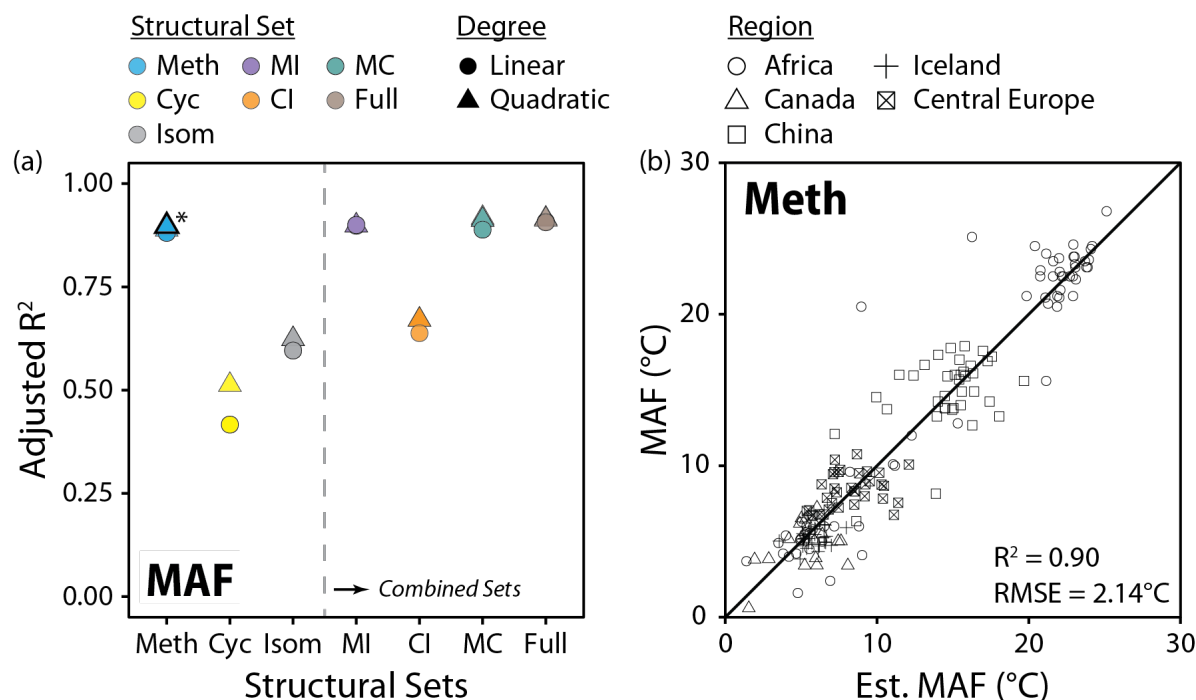 Structural Set
Meth MI MC
Cyc CI Full
Isom
Degree
Linear
Quadratic
Region
Africa Iceland
Canada Central Europe
China
(a)
1.00
0.75
0.50
0.25
0.00
Adjusted R²
*
MAF
Combined Sets
Meth Cyc Isom MI CI MC Full
Structural Sets
(b)
30
20
10
0
MAF (°C)
Meth
R² = 0.90
RMSE = 2.14°C
0 10 20 30
Est. MAF (°C)